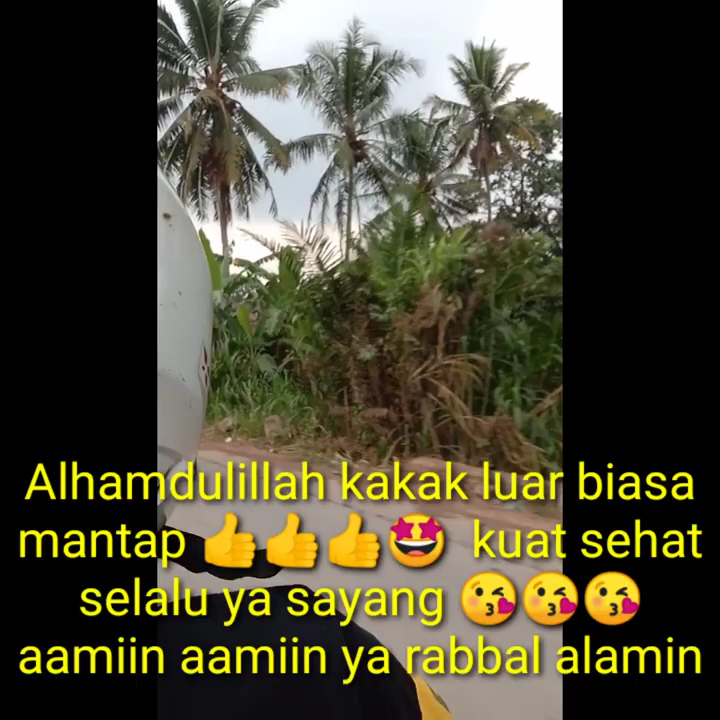 Alhamdulillah kakak luar biasa
mantap 👍👍👍🤩 kuat sehat
selalu ya sayang 😘😘😘
aamiin aamiin ya rabbal alamin